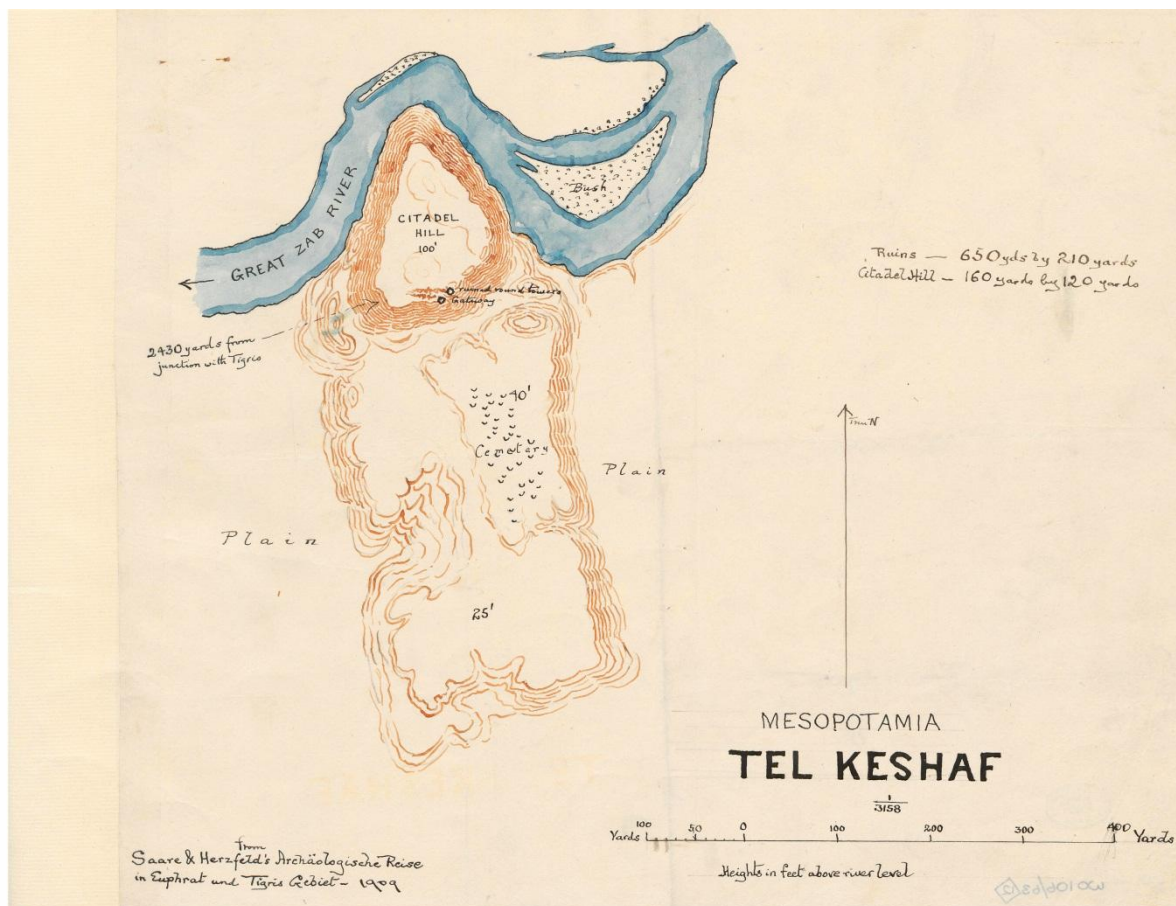 GREAT ZAB RIVER
Bush
CITADEL
HILL
100'
ruined round towers
Gateway
Ruins — 650 yds by 210 yards
Citadel Hill — 160 yards by 120 yards
2430 yards from
junction with Tigris
True N
40'
Cemetary
Plain
Plain
25'
MESOPOTAMIA
TEL KESHAF
1
3158
100 50 0 100 200 300 400
Yards Yards
Heights in feet above river level
from
Saare & Herzfeld's Archäologische Reise
in Euphrat und Tigris Gebiet - 1909